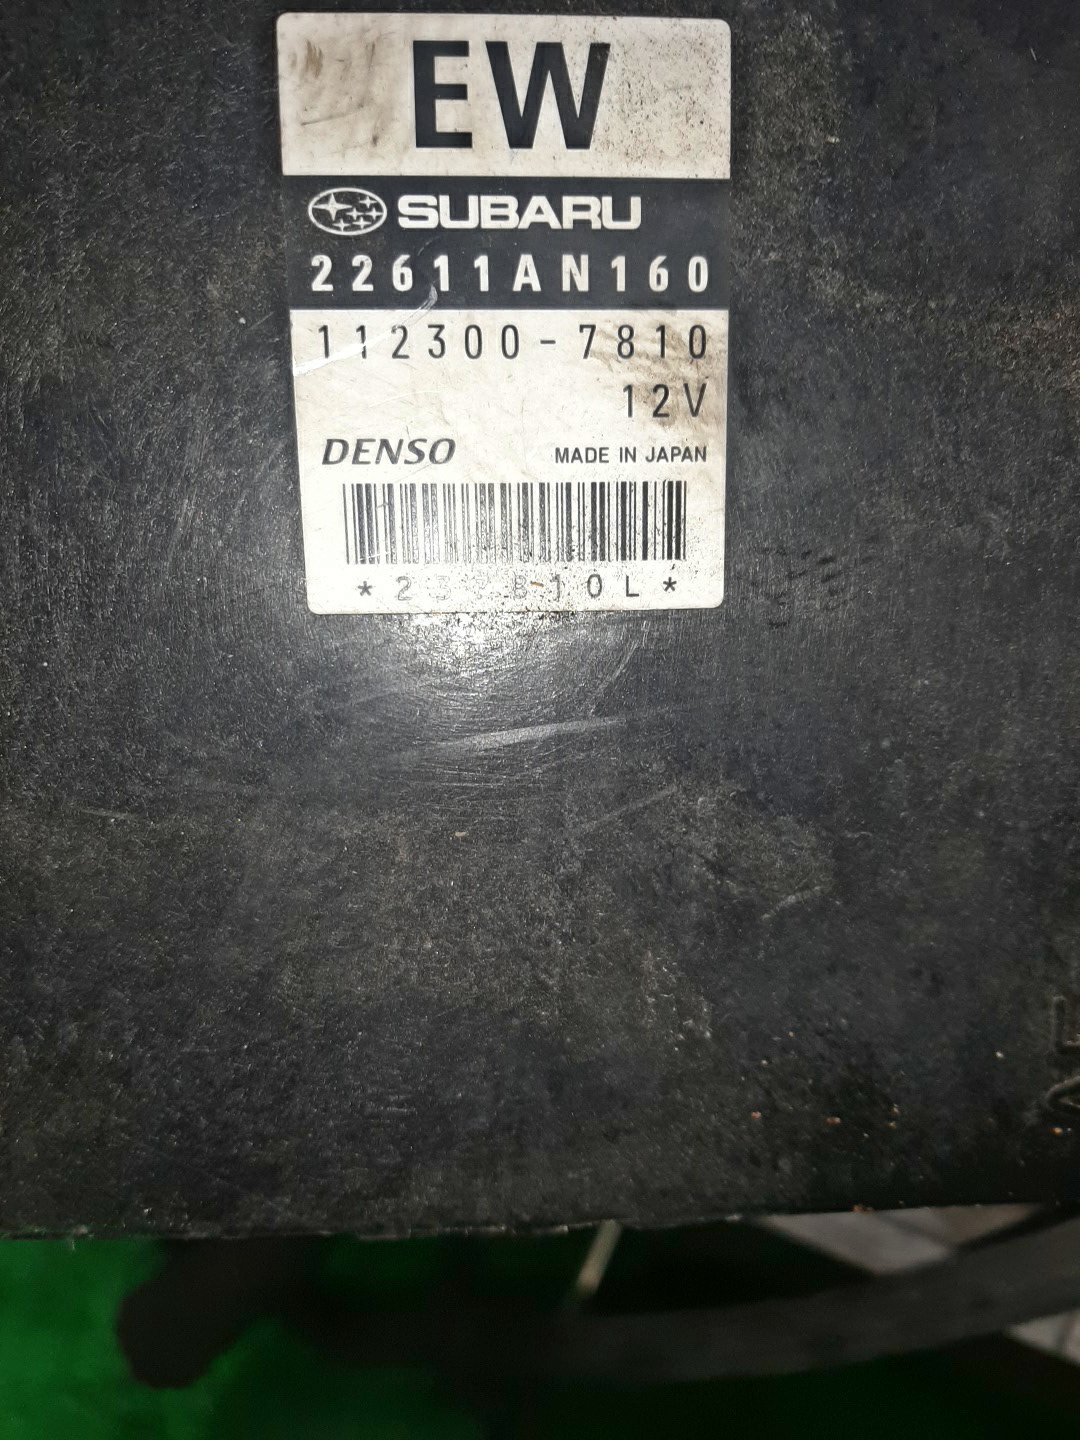 EW
SUBARU
22611AN160
112300-7810
12V
DENSO MADE IN JAPAN